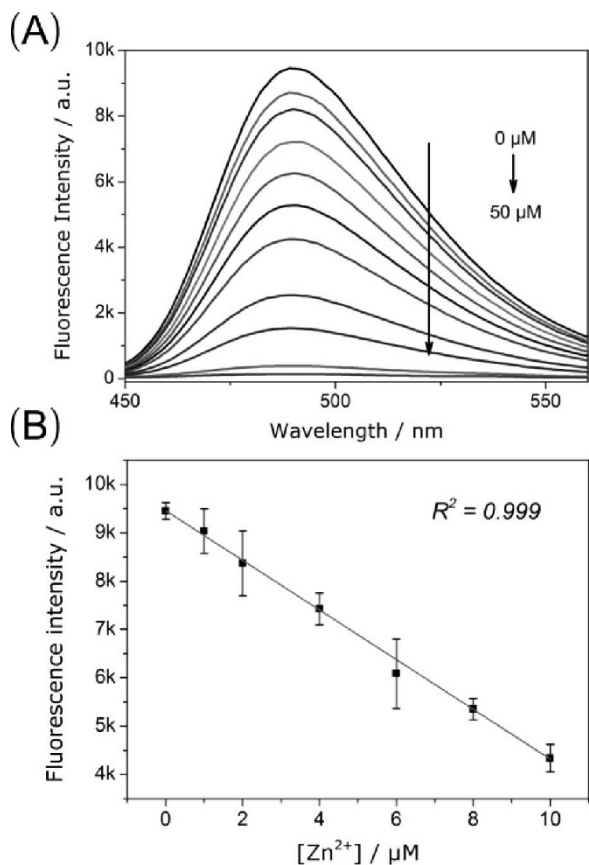 (A)
10k
8k
6k
4k
2k
0
Fluorescence Intensity / a.u.
0 µM
50 µM
450
500
550
Wavelength / nm
(B)
10k
9k
8k
7k
6k
5k
4k
Fluorescence intensity / a.u.
R² = 0.999
0
2
4
6
8
10
[Zn²⁺] / µM